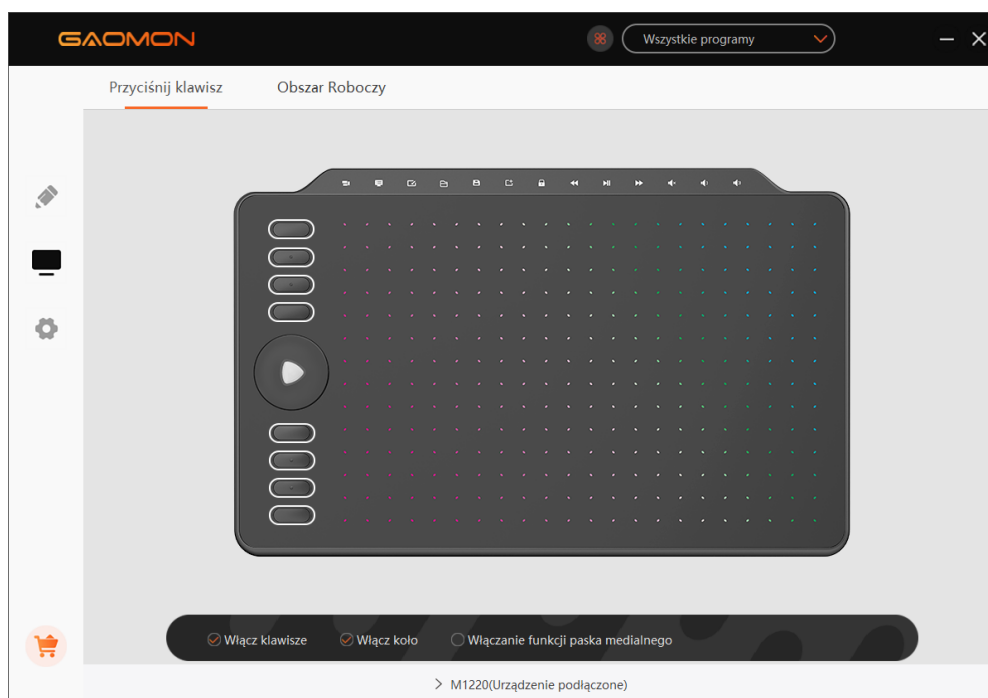 GAOMON
Wszystkie programy
Przyciśnij klawisz
Obszar Roboczy
Włącz klawisze
Włącz koło
Włączanie funkcji paska medialnego
M1220(Urządzenie podłączone)